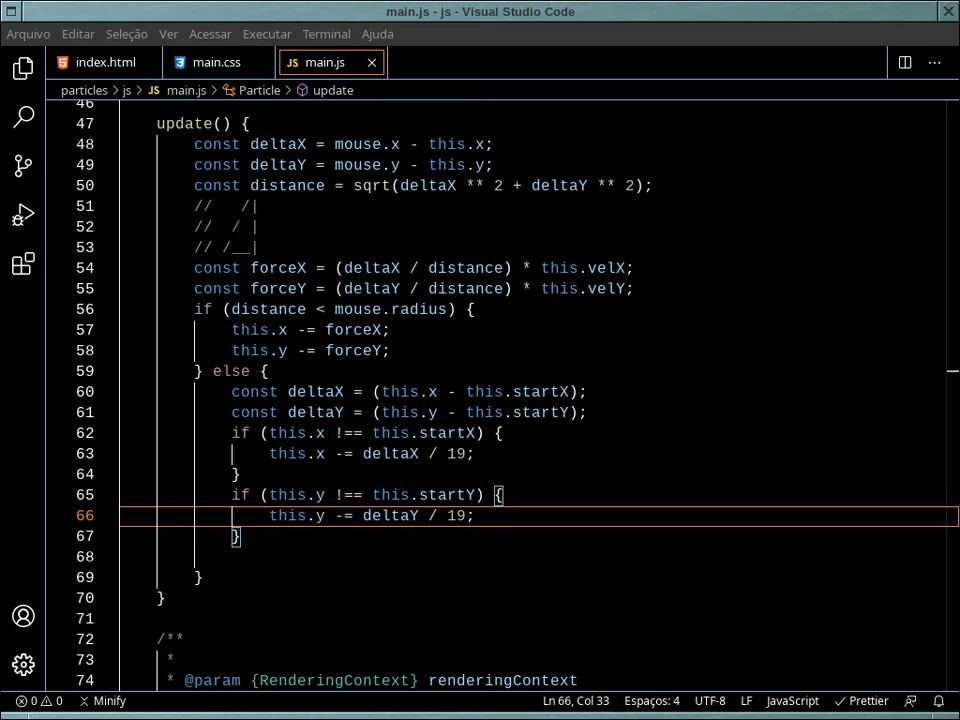 main.js - js - Visual Studio Code
Arquivo Editar Seleção Ver Acessar Executar Terminal Ajuda
index.html main.css JS main.js
particles > js > JS main.js > Particle > update
46
47 update() {
48 const deltaX = mouse.x - this.x;
49 const deltaY = mouse.y - this.y;
50 const distance = sqrt(deltaX ** 2 + deltaY ** 2);
51 //   /|
52 //  / |
53 // /__|
54 const forceX = (deltaX / distance) * this.velX;
55 const forceY = (deltaY / distance) * this.velY;
56 if (distance < mouse.radius) {
57 this.x -= forceX;
58 this.y -= forceY;
59 } else {
60 const deltaX = (this.x - this.startX);
61 const deltaY = (this.y - this.startY);
62 if (this.x !== this.startX) {
63 this.x -= deltaX / 19;
64 }
65 if (this.y !== this.startY) {
66 this.y -= deltaY / 19;
67 }
68
69 }
70 }
71
72 /**
73 *
74 * @param {RenderingContext} renderingContext
0 0 Minify Ln 66, Col 33 Espaços: 4 UTF-8 LF JavaScript Prettier